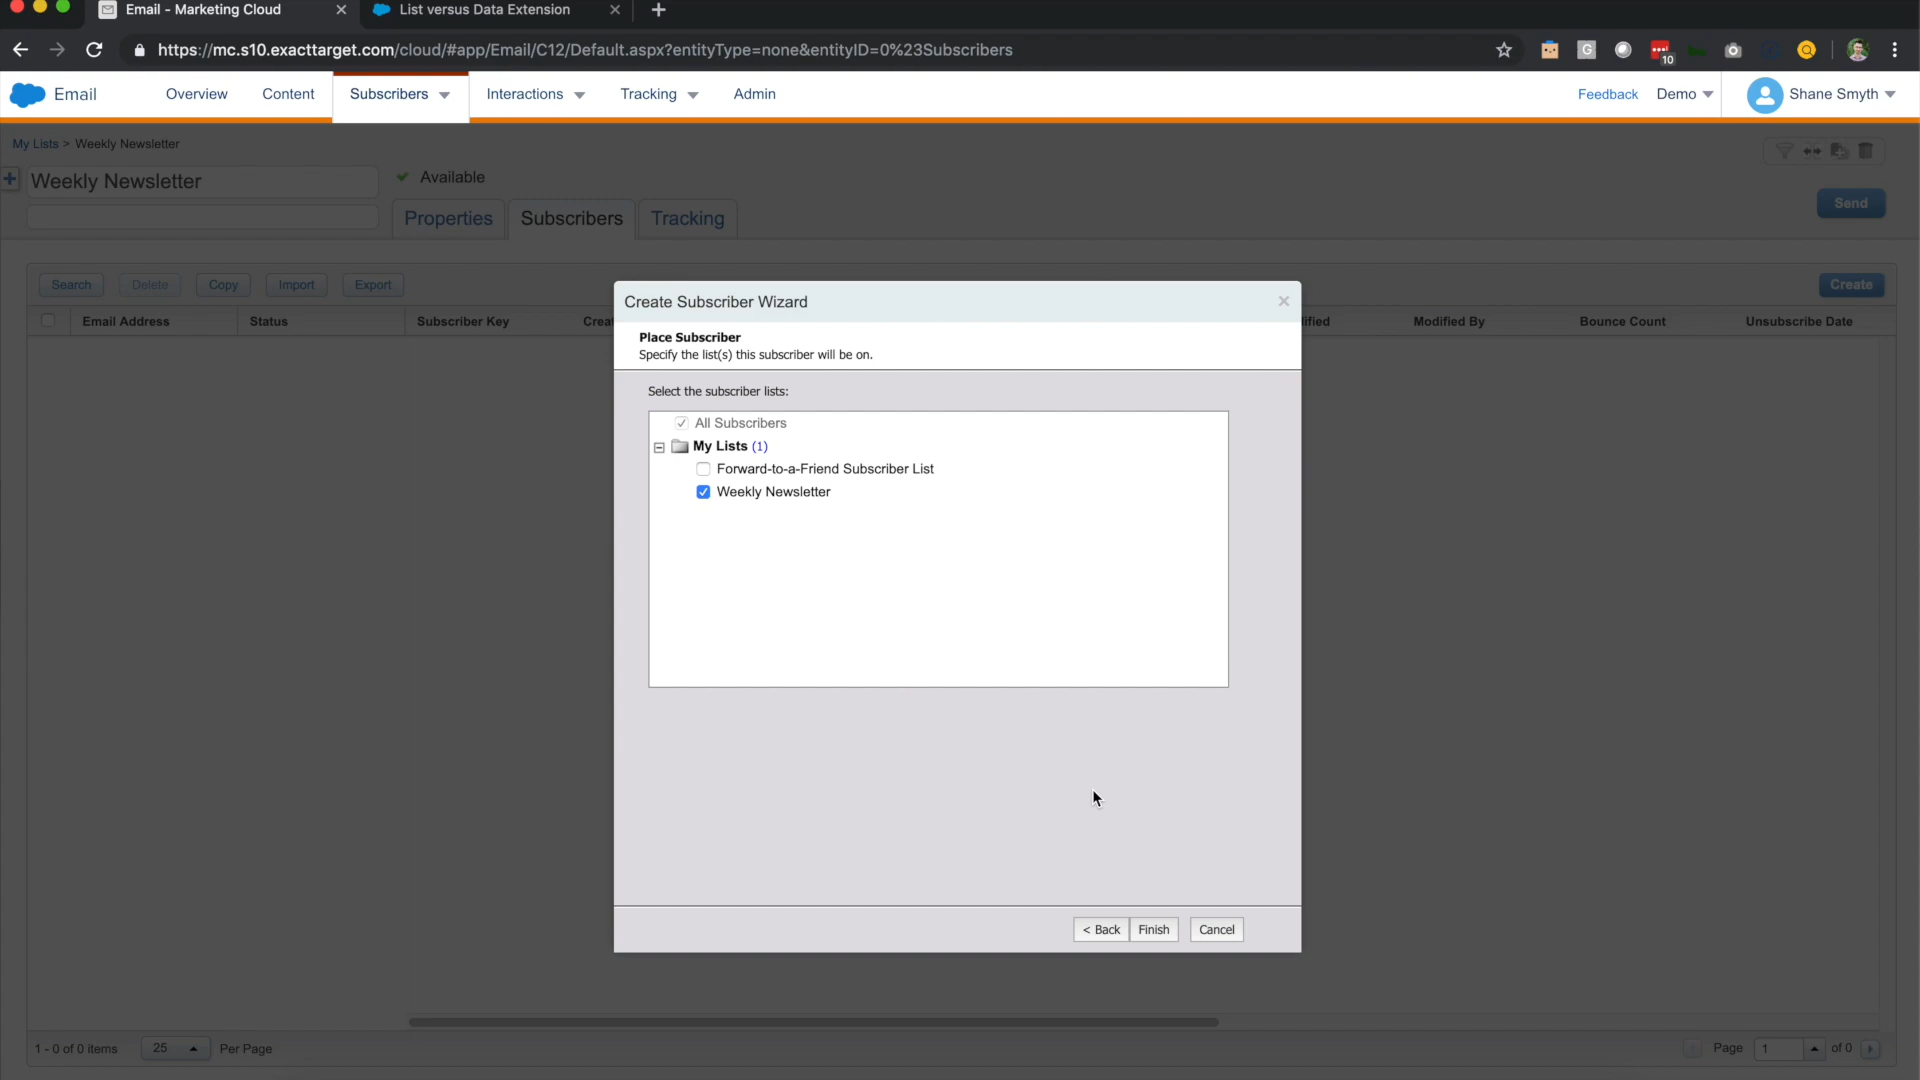 Email - Marketing Cloud
List versus Data Extension
https://mc.s10.exacttarget.com/cloud/#app/Email/C12/Default.aspx?entityType=none&entityID=0%23Subscribers
G
10
Email
Overview
Content
Subscribers
Interactions
Tracking
Admin
Feedback
Demo
Shane Smyth
My Lists > Weekly Newsletter
Weekly Newsletter
Available
Properties
Subscribers
Tracking
Send
Search
Delete
Copy
Import
Export
Create
Email Address
Status
Subscriber Key
Crea
ified
Modified By
Bounce Count
Unsubscribe Date
Create Subscriber Wizard
Place Subscriber
Specify the list(s) this subscriber will be on.
Select the subscriber lists:
All Subscribers
My Lists (1)
Forward-to-a-Friend Subscriber List
Weekly Newsletter
< Back
Finish
Cancel
1 - 0 of 0 items
25
Per Page
Page
1
of 0